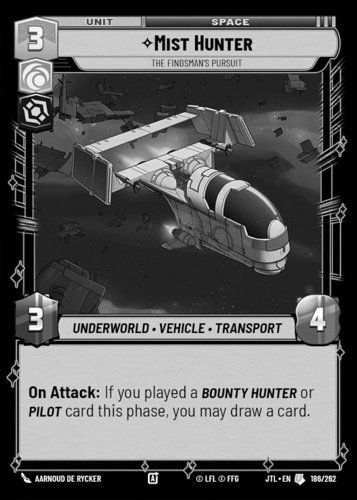 UNIT
SPACE
3
✧MIST HUNTER
THE FINDSMAN'S PURSUIT
3
UNDERWORLD • VEHICLE • TRANSPORT
4
On Attack: If you played a BOUNTY HUNTER or
PILOT card this phase, you may draw a card.
AARNOUD DE RYCKER
A
© LFL © FFG
JTL • EN
U
186/262